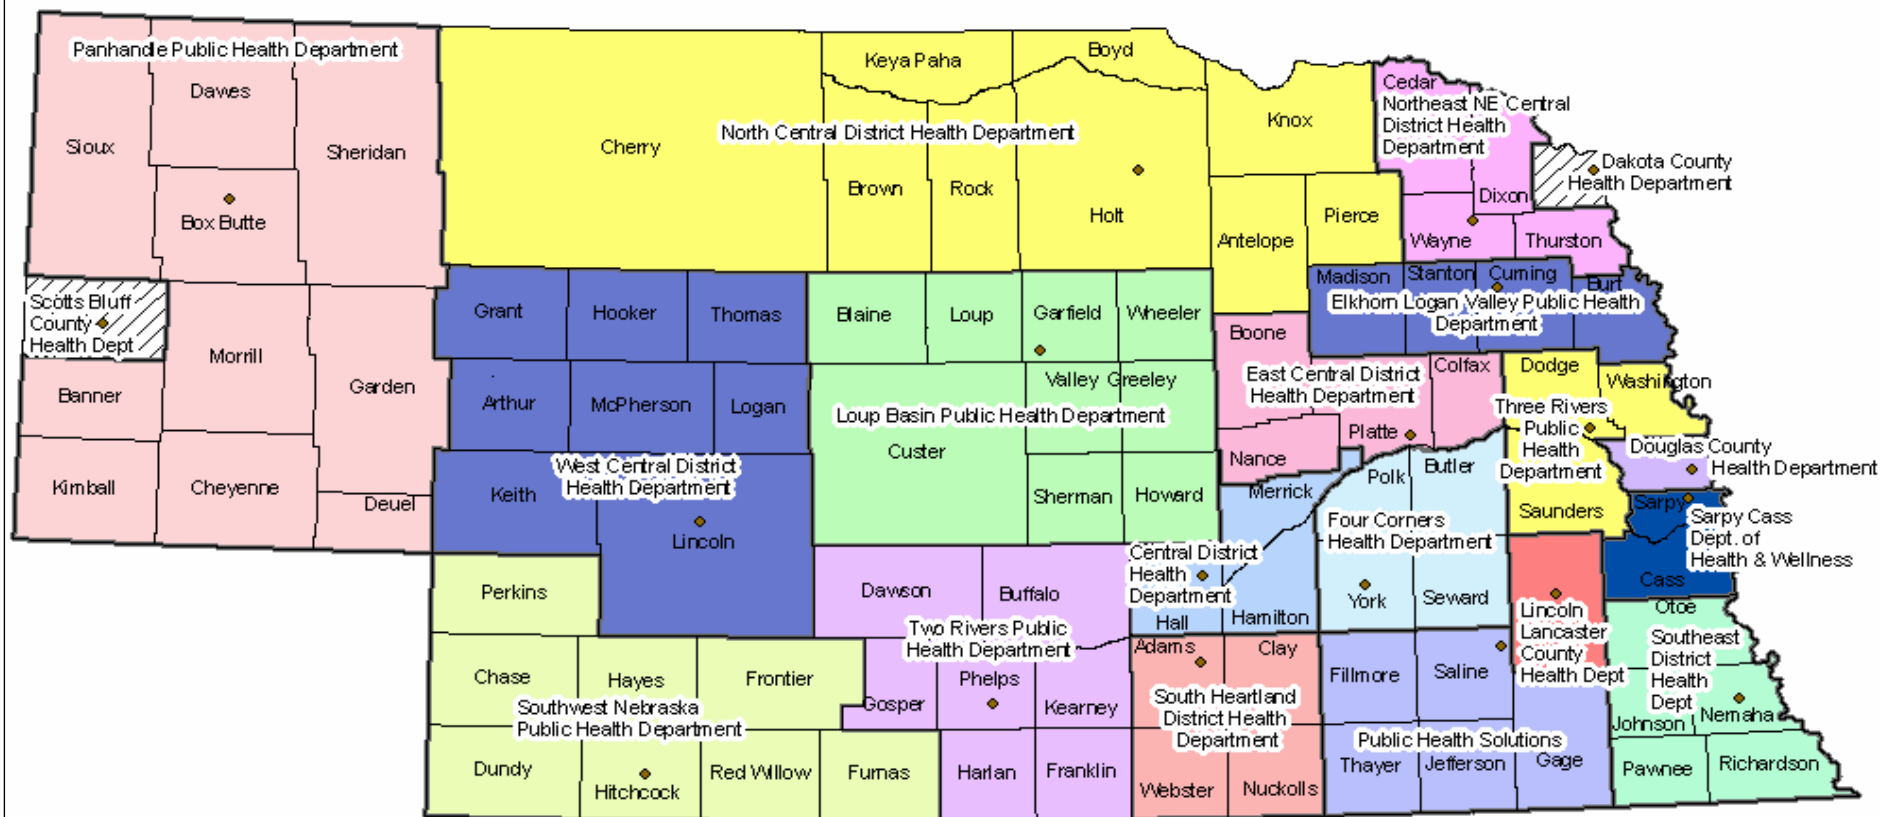 Panhandle Public Health Department
Sioux
Dawes
Sheridan
Box Butte
Scotts Bluff
County
Health Dept
Morrill
Garden
Banner
Kimball
Cheyenne
Deuel
Cherry
Keya Paha
Boyd
North Central District Health Department
Knox
Brown
Rock
Holt
Antelope
Pierce
Cedar
Northeast NE Central
District Health
Department
Dixon
Wayne
Thurston
Dakota County
Health Department
Grant
Hooker
Thomas
Arthur
McPherson
Logan
West Central District
Health Department
Keith
Lincoln
Blaine
Loup
Garfield
Wheeler
Valley
Greeley
Loup Basin Public Health Department
Custer
Sherman
Howard
Madison
Stanton
Cuming
Burt
Elkhorn Logan Valley Public Health
Department
Boone
East Central District
Health Department
Colfax
Platte
Nance
Dodge
Washington
Three Rivers
Public
Health
Department
Saunders
Douglas County
Health Department
Sarpy
Sarpy Cass
Dept. of
Health & Wellness
Cass
Merrick
Central District
Health
Department
Hall
Hamilton
Polk
Butler
Four Corners
Health Department
York
Seward
Perkins
Chase
Hayes
Frontier
Southwest Nebraska
Public Health Department
Dundy
Hitchcock
Red Willow
Furnas
Dawson
Buffalo
Two Rivers Public
Health Department
Gosper
Phelps
Kearney
Harlan
Franklin
Adams
Clay
South Heartland
District Health
Department
Webster
Nuckolls
Fillmore
Saline
Public Health Solutions
Thayer
Jefferson
Gage
Lincoln
Lancaster
County
Health Dept
Otoe
Southeast
District
Health
Dept
Johnson
Nemaha
Pawnee
Richardson